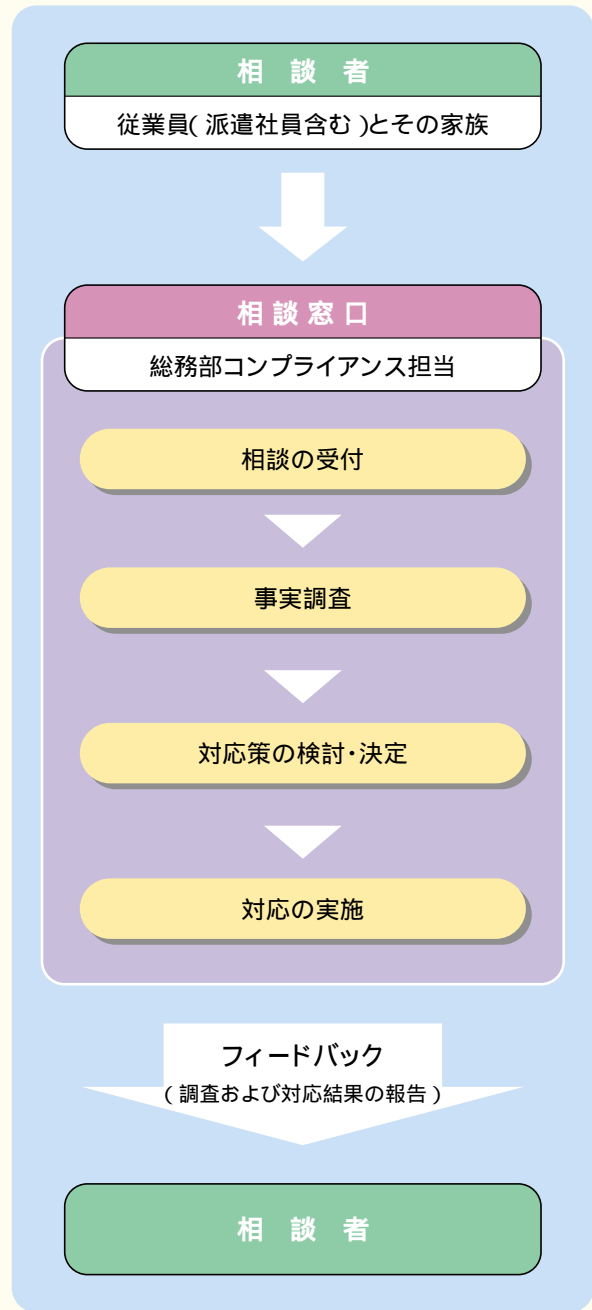 相談者
従業員(派遣社員含む)とその家族
相談窓口
総務部コンプライアンス担当
相談の受付
事実調査
対応策の検討・決定
対応の実施
フィードバック
(調査および対応結果の報告)
相談者